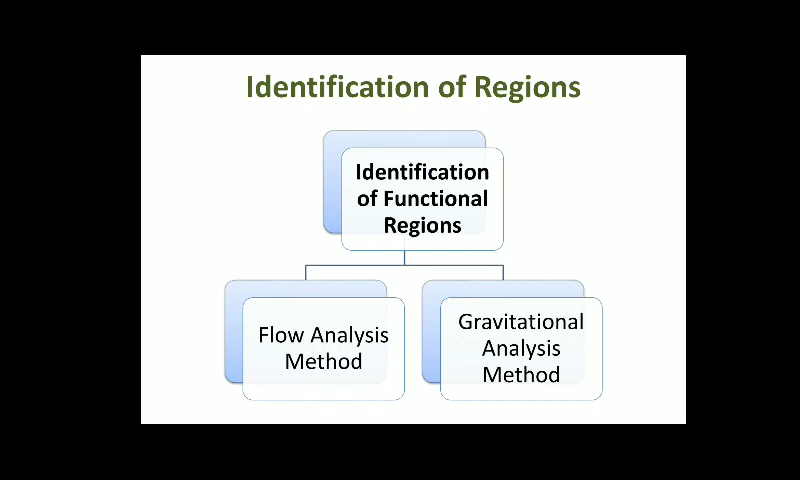 Identification of Regions
Identification
of Functional
Regions
Flow Analysis
Method
Gravitational
Analysis
Method